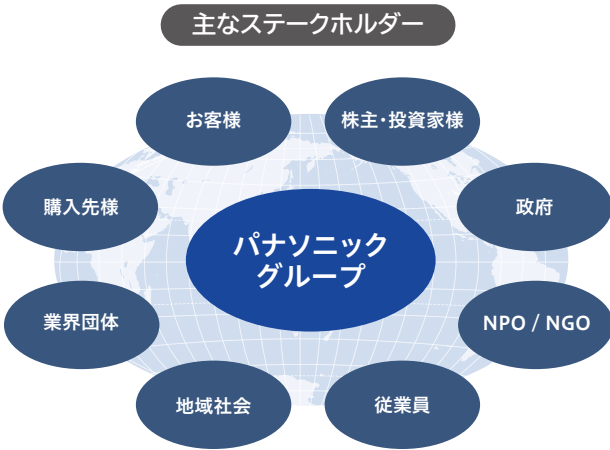 主なステークホルダー
お客様
株主・投資家様
購入先様
政府
パナソニック
グループ
業界団体
NPO / NGO
地域社会
従業員